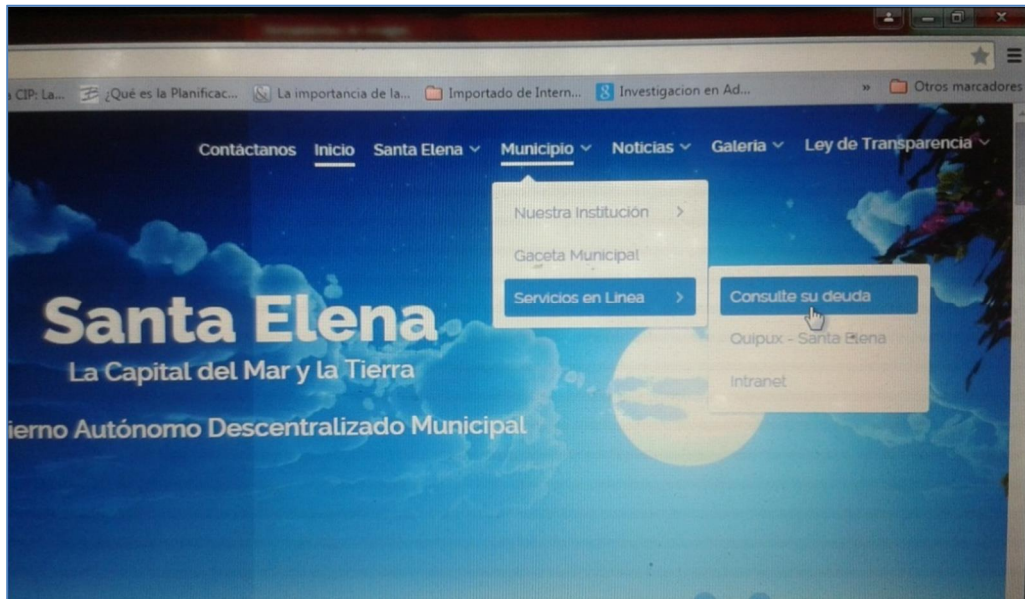 CIP: La...
¿Qué es la Planificac...
La importancia de la...
Importado de Intern...
Investigacion en Ad...
»
Otros marcadores
Contáctanos Inicio Santa Elena Municipio Noticias Galeria Ley de Transparencia
Nuestra Institución >
Gaceta Municipal
Servicios en Linea >
Consulte su deuda
Quipux - Santa Elena
Intranet
Santa Elena
La Capital del Mar y la Tierra
ierno Autónomo Descentralizado Municipal